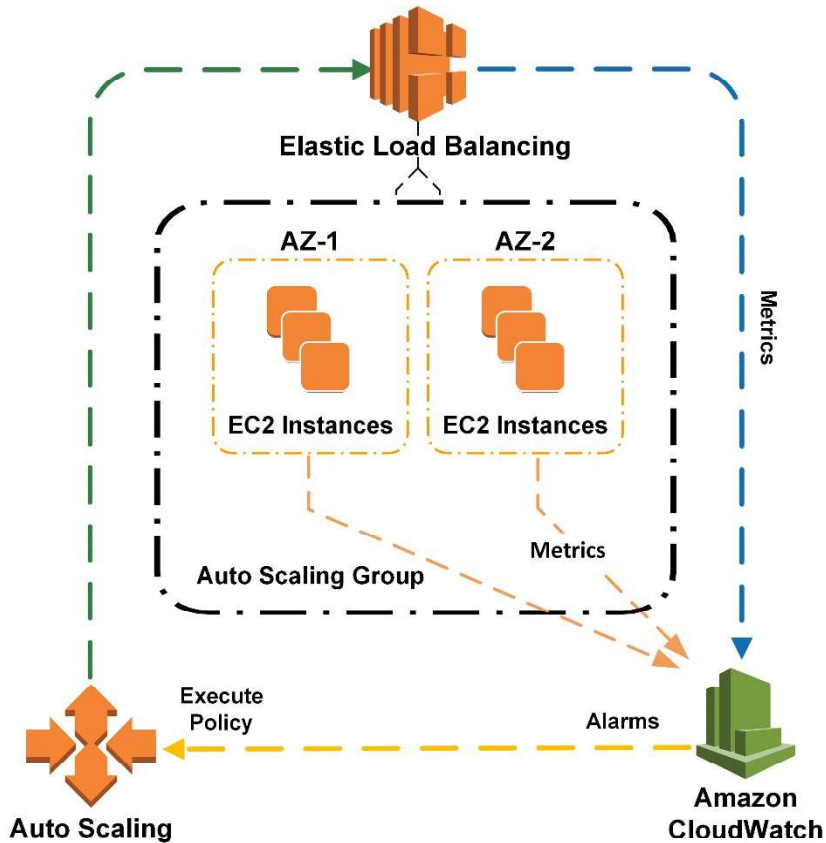 Elastic Load Balancing
AZ-1
AZ-2
Metrics
EC2 Instances
EC2 Instances
Metrics
Auto Scaling Group
Execute
Policy
Alarms
Auto Scaling
Amazon
CloudWatch